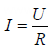 I = U/R